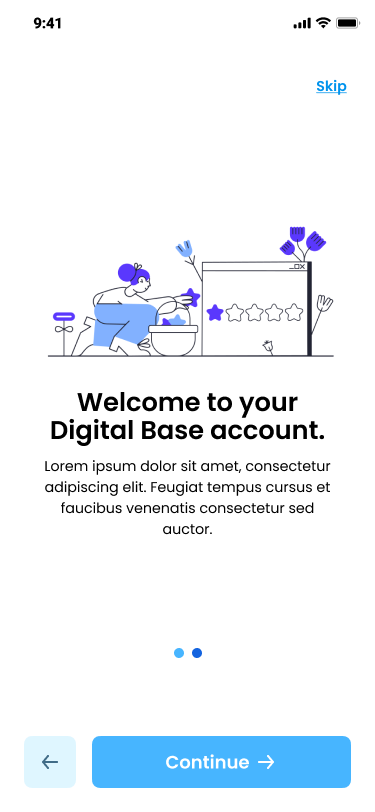 9:41
Skip
Welcome to your
Digital Base account.
Lorem ipsum dolor sit amet, consectetur
adipiscing elit. Feugiat tempus cursus et
faucibus venenatis consectetur sed
auctor.
Continue →